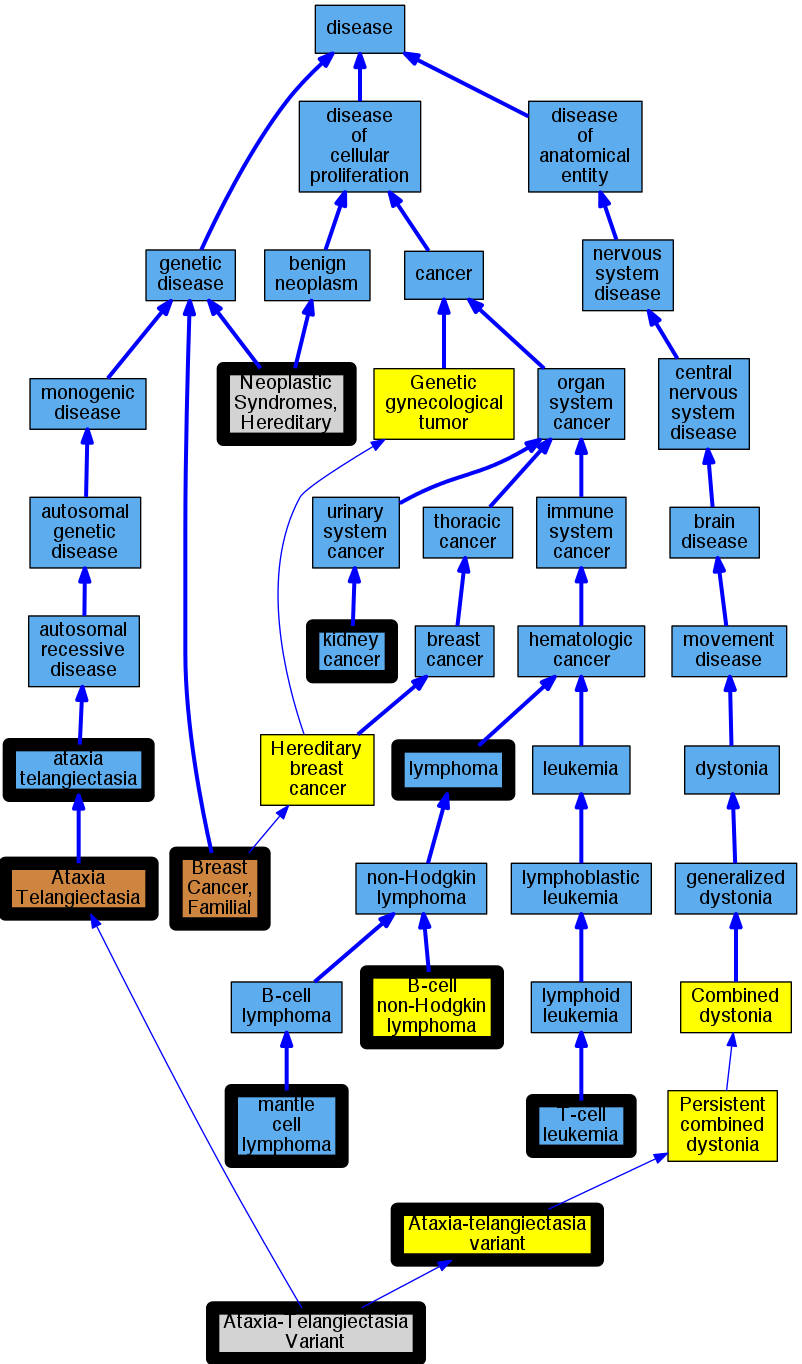 disease
disease
of
cellular
proliferation
disease
of
anatomical
entity
genetic
disease
benign
neoplasm
cancer
nervous
system
disease
monogenic
disease
Neoplastic
Syndromes,
Hereditary
Genetic
gynecological
tumor
organ
system
cancer
central
nervous
system
disease
autosomal
genetic
disease
urinary
system
cancer
thoracic
cancer
immune
system
cancer
brain
disease
autosomal
recessive
disease
kidney
cancer
breast
cancer
hematologic
cancer
movement
disease
ataxia
telangiectasia
Hereditary
breast
cancer
lymphoma
leukemia
dystonia
Ataxia
Telangiectasia
Breast
Cancer,
Familial
non-Hodgkin
lymphoma
lymphoblastic
leukemia
generalized
dystonia
B-cell
lymphoma
B-cell
non-Hodgkin
lymphoma
lymphoid
leukemia
Combined
dystonia
mantle
cell
lymphoma
T-cell
leukemia
Persistent
combined
dystonia
Ataxia-telangiectasia
variant
Ataxia-Telangiectasia
Variant